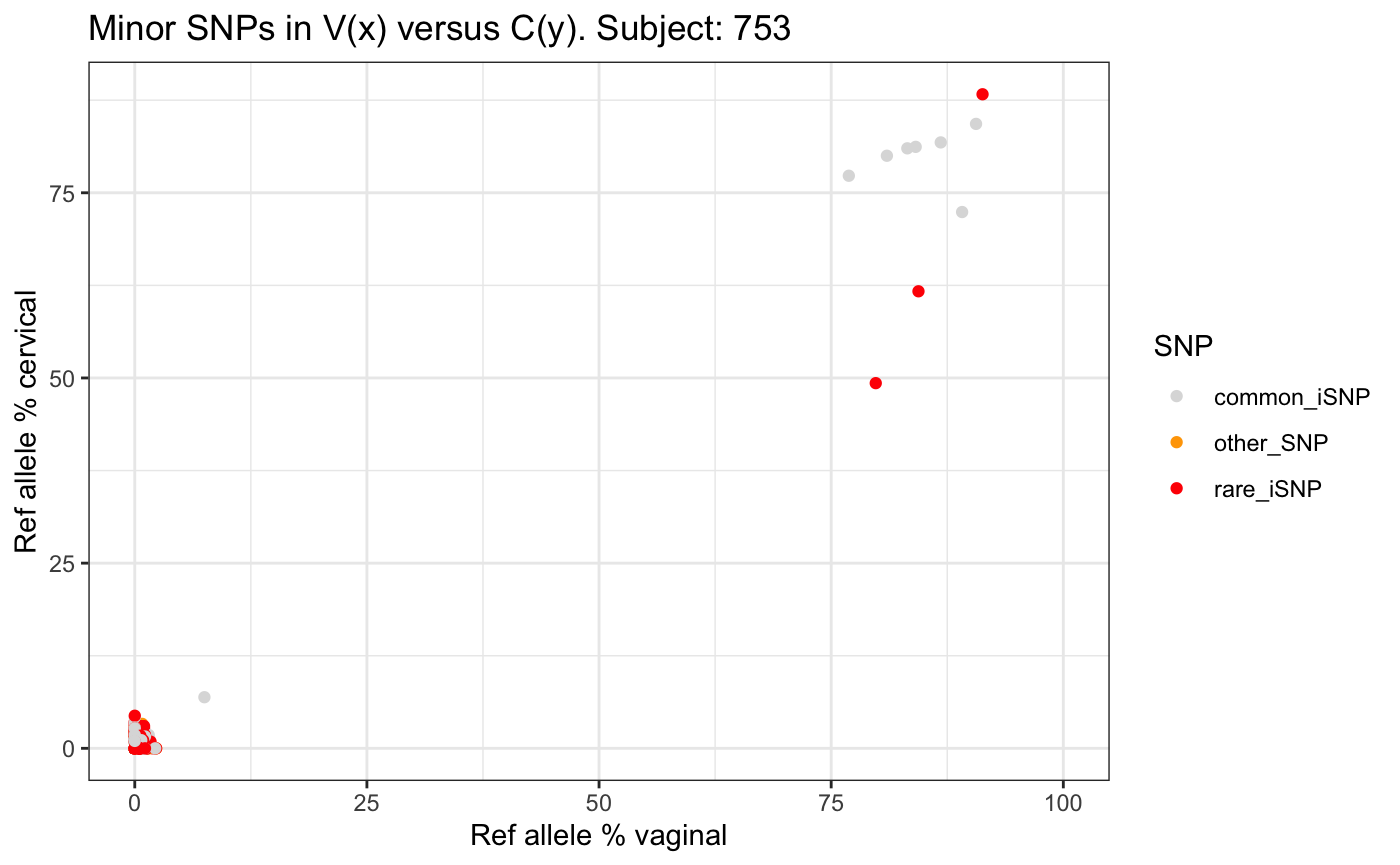 Minor SNPs in V(x) versus C(y). Subject: 753
Ref allele % cervical
75
50
25
0
0 25 50 75 100
Ref allele % vaginal
SNP
common_iSNP
other_SNP
rare_iSNP